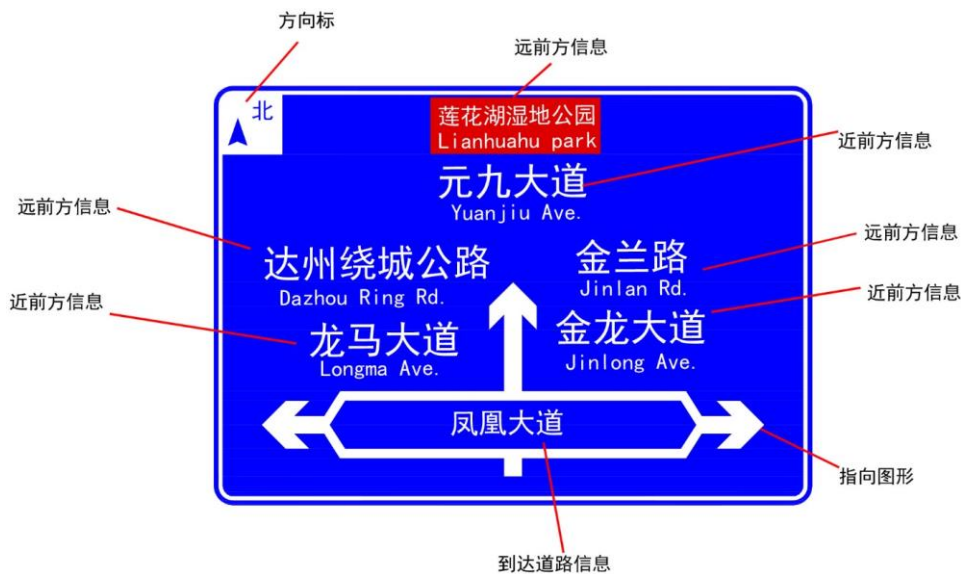 方向标
远前方信息
北
莲花湖湿地公园
Lianhuahu park
近前方信息
元九大道
Yuanjiu Ave.
远前方信息
达州绕城公路
Dazhou Ring Rd.
金兰路
Jinlan Rd.
远前方信息
近前方信息
龙马大道
Longma Ave.
金龙大道
Jinlong Ave.
近前方信息
凤凰大道
指向图形
到达道路信息